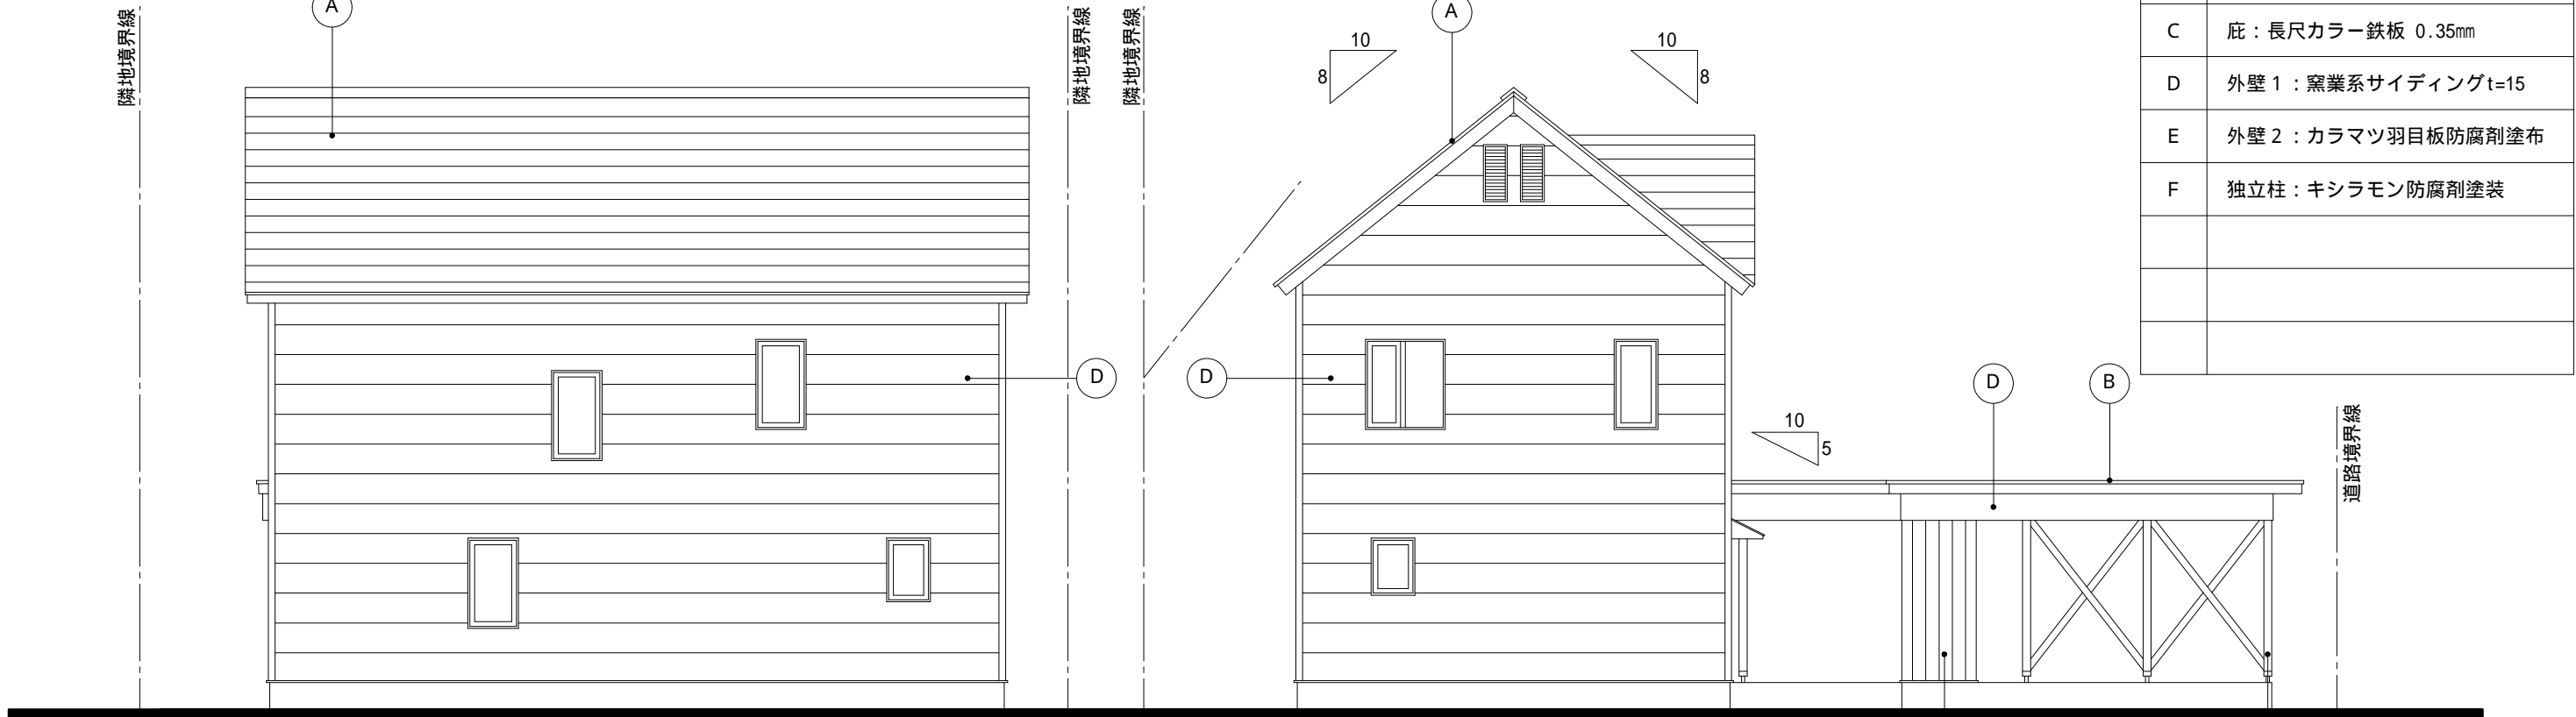 隣地境界線
A
隣地境界線
隣地境界線
A
10
8
10
8
D
D
10
5
D
B
道路境界線
C 庇：長尺カラー鉄板 0.35㎜
D 外壁１：窯業系サイディングt=15
E 外壁２：カラマツ羽目板防腐剤塗布
F 独立柱：キシラモン防腐剤塗装